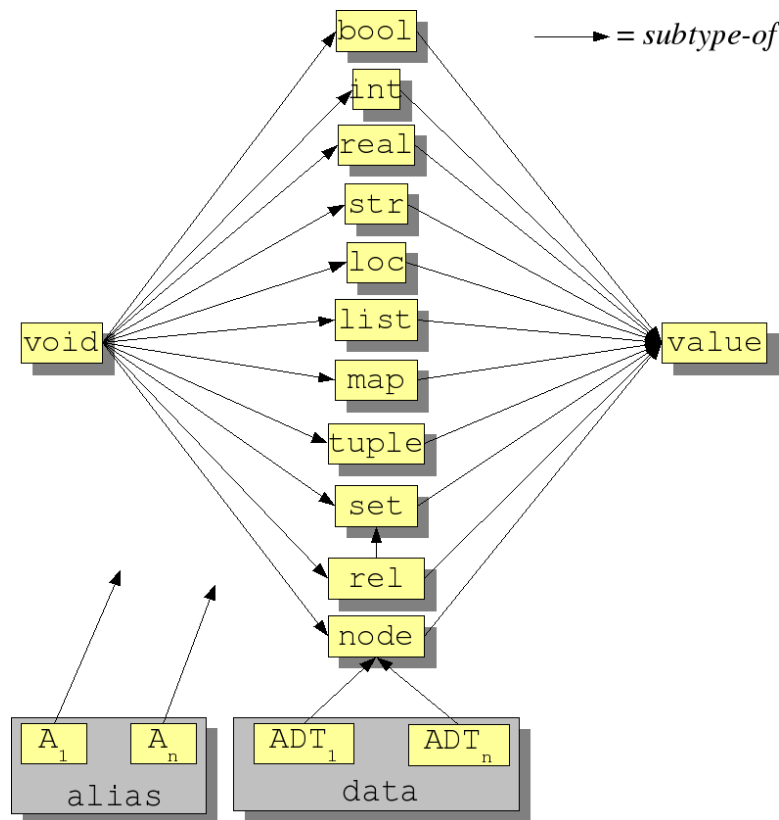 bool
= subtype-of
int
real
str
loc
list
void
value
map
tuple
set
rel
node
A1
An
ADT1
ADTn
alias
data